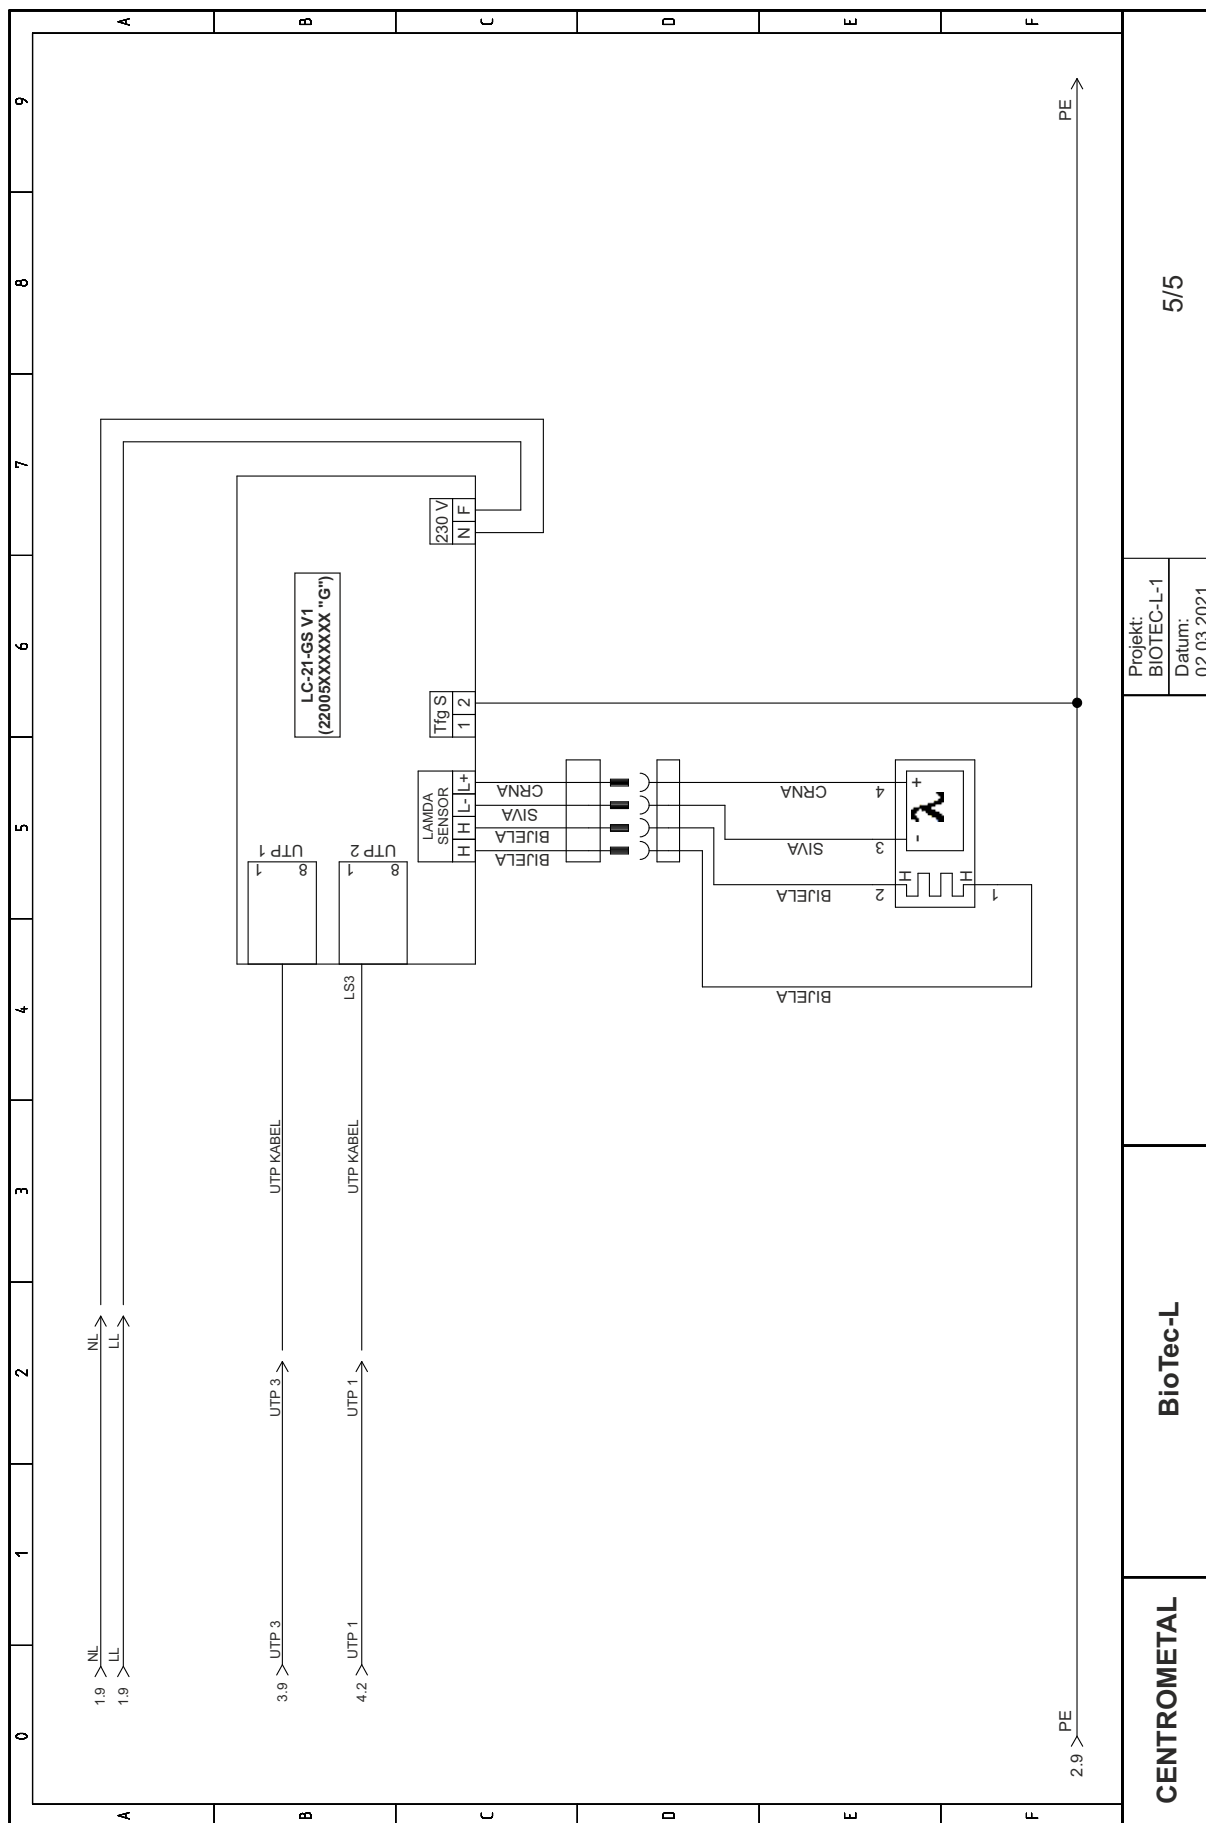 0 1 2 3 4 5 6 7 8 9
A
B
C
D
E
F
A
B
C
D
E
F
1.9 NL NL
1.9 LL LL
3.9 UTP 3 UTP 3 UTP KABEL
4.2 UTP 1 UTP 1 UTP KABEL LS3
UTP 1
1 8
UTP 2
1 8
LC-21-GS V1
(22005XXXXXXX "G")
LAMDA
SENSOR
H H L- L+
Tfg S
1 2
230 V
N F
BIJELA
BIJELA
SIVA
CRNA
BIJELA
BIJELA
SIVA
CRNA
1 2 3 4
H
H
- +
λ
2.9 PE PE
CENTROMETAL
BioTec-L
Projekt:
BIOTEC-L-1
Datum:
02.03.2021
5/5